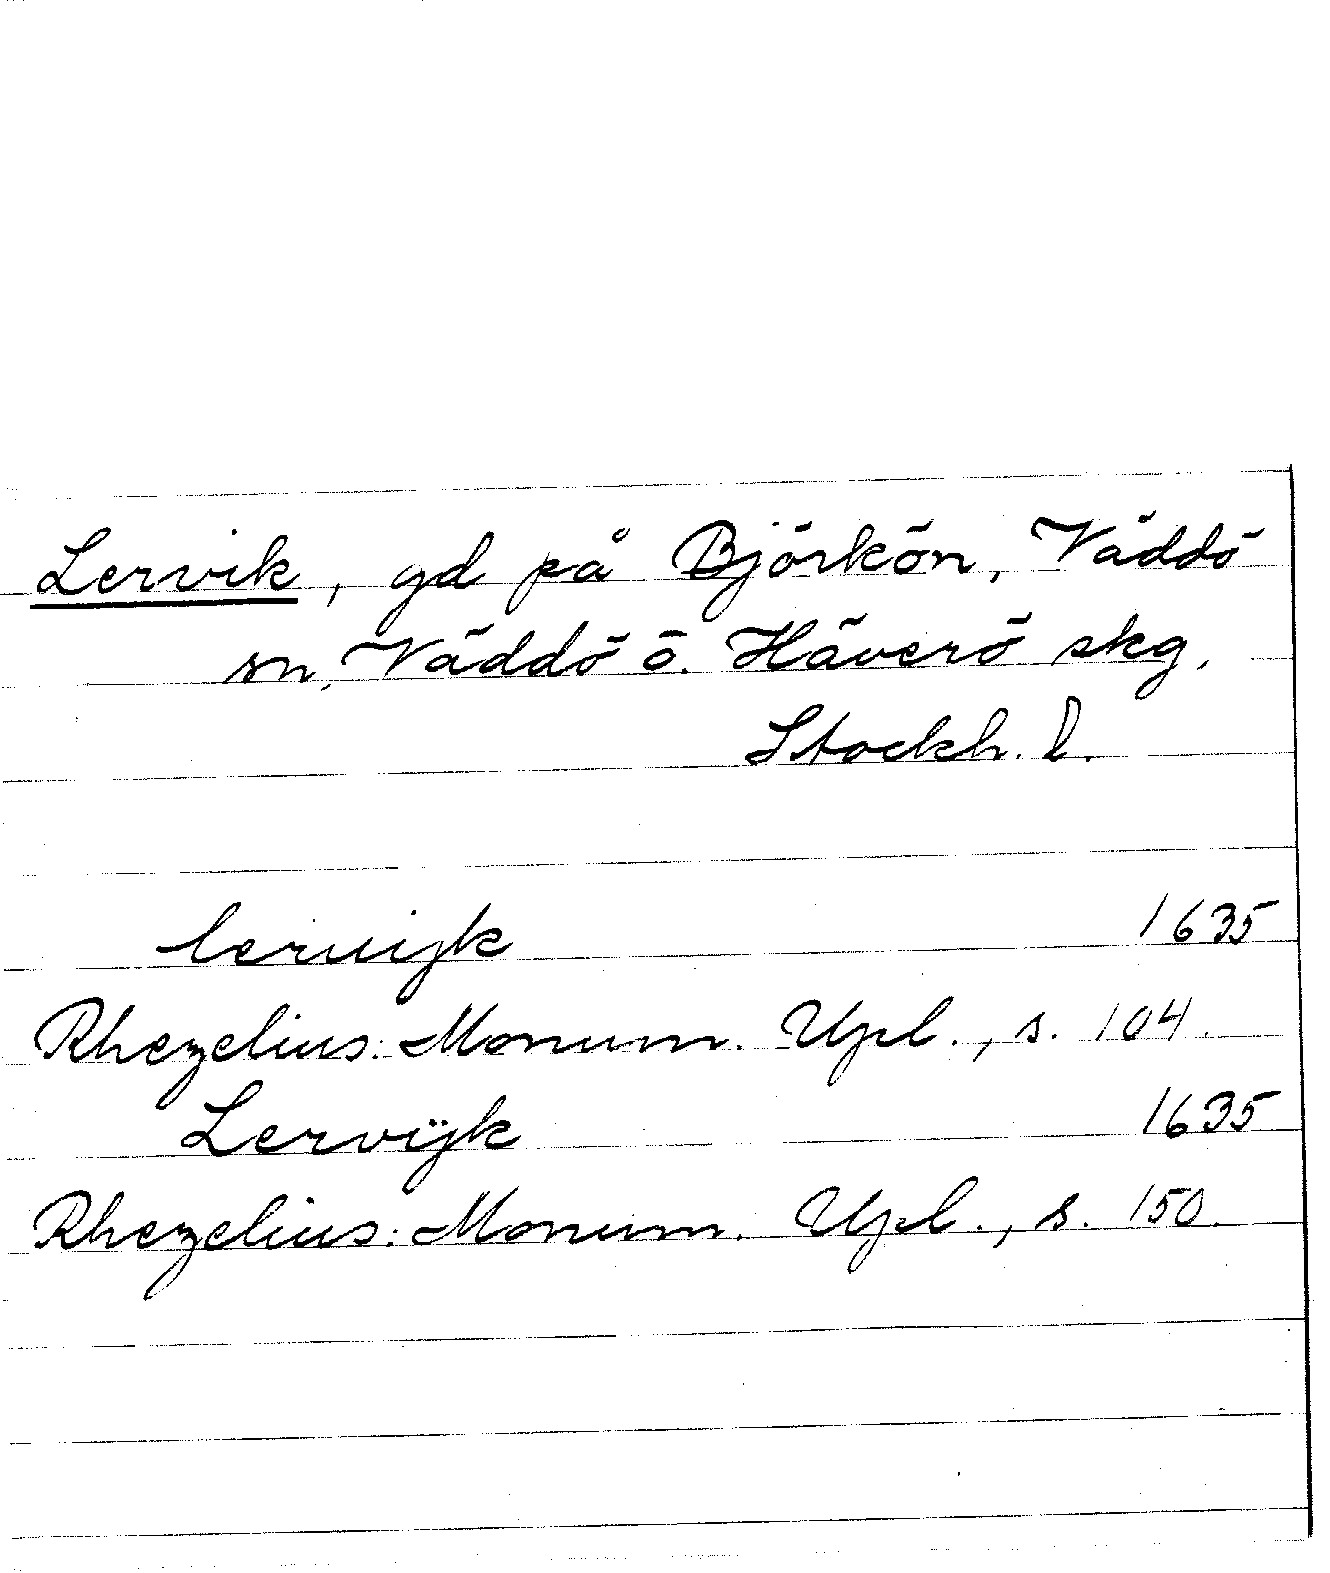 Lervik, gd på Björkön, Väddö
sn, Väddö o. Häverö skg,
Stockh. l.
leruijk 1635
Rhezelius: Monum. Upl., s. 104.
Lervijk 1635
Rhezelius: Monum. Upl., s. 150.